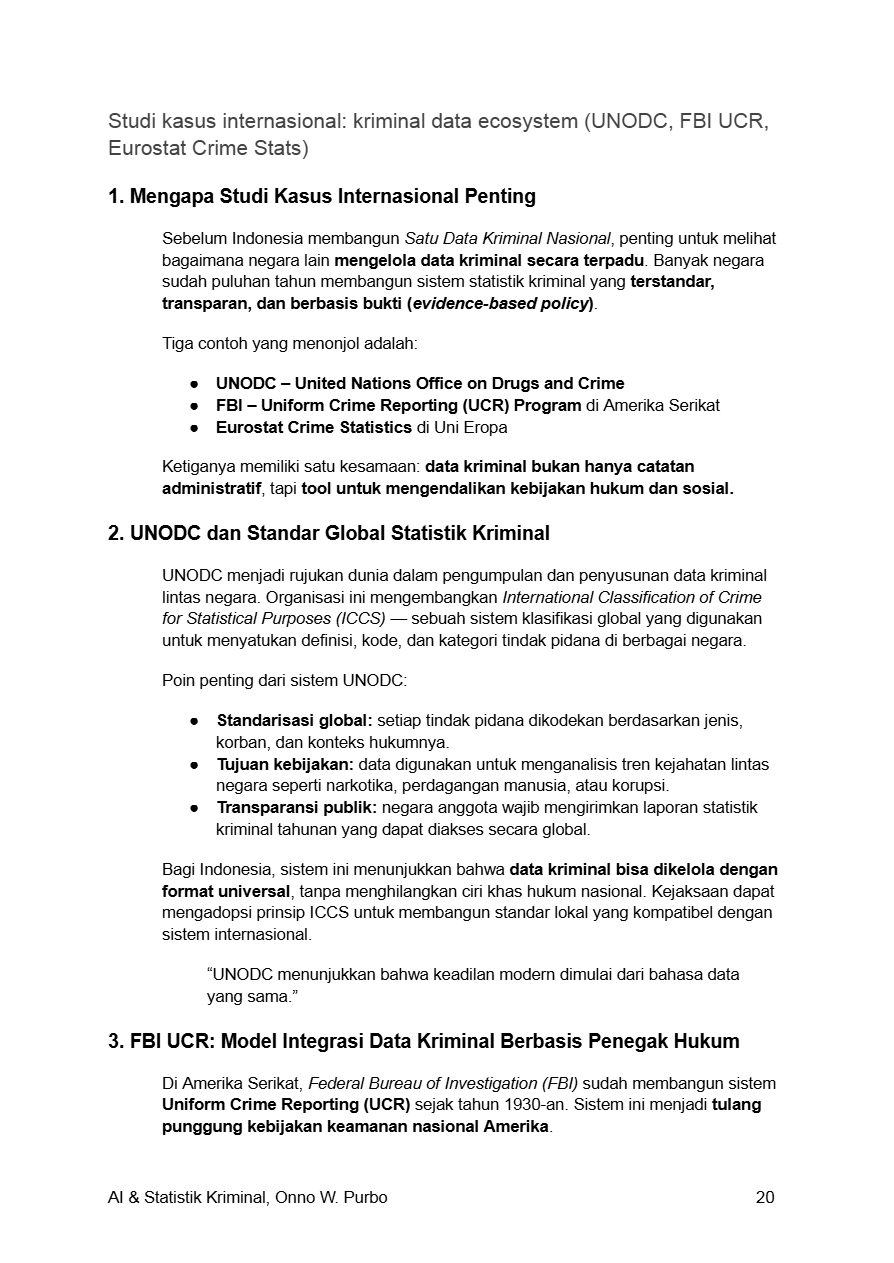 Studi kasus internasional: kriminal data ecosystem (UNODC, FBI UCR,
Eurostat Crime Stats)
1. Mengapa Studi Kasus Internasional Penting
Sebelum Indonesia membangun Satu Data Kriminal Nasional, penting untuk melihat
bagaimana negara lain mengelola data kriminal secara terpadu. Banyak negara
sudah puluhan tahun membangun sistem statistik kriminal yang terstandar,
transparan, dan berbasis bukti (evidence-based policy).
Tiga contoh yang menonjol adalah:
● UNODC – United Nations Office on Drugs and Crime
● FBI – Uniform Crime Reporting (UCR) Program di Amerika Serikat
● Eurostat Crime Statistics di Uni Eropa
Ketiganya memiliki satu kesamaan: data kriminal bukan hanya catatan
administratif, tapi tool untuk mengendalikan kebijakan hukum dan sosial.
2. UNODC dan Standar Global Statistik Kriminal
UNODC menjadi rujukan dunia dalam pengumpulan dan penyusunan data kriminal
lintas negara. Organisasi ini mengembangkan International Classification of Crime
for Statistical Purposes (ICCS) — sebuah sistem klasifikasi global yang digunakan
untuk menyatukan definisi, kode, dan kategori tindak pidana di berbagai negara.
Poin penting dari sistem UNODC:
● Standarisasi global: setiap tindak pidana dikodekan berdasarkan jenis,
korban, dan konteks hukumnya.
● Tujuan kebijakan: data digunakan untuk menganalisis tren kejahatan lintas
negara seperti narkotika, perdagangan manusia, atau korupsi.
● Transparansi publik: negara anggota wajib mengirimkan laporan statistik
kriminal tahunan yang dapat diakses secara global.
Bagi Indonesia, sistem ini menunjukkan bahwa data kriminal bisa dikelola dengan
format universal, tanpa menghilangkan ciri khas hukum nasional. Kejaksaan dapat
mengadopsi prinsip ICCS untuk membangun standar lokal yang kompatibel dengan
sistem internasional.
“UNODC menunjukkan bahwa keadilan modern dimulai dari bahasa data
yang sama.”
3. FBI UCR: Model Integrasi Data Kriminal Berbasis Penegak Hukum
Di Amerika Serikat, Federal Bureau of Investigation (FBI) sudah membangun sistem
Uniform Crime Reporting (UCR) sejak tahun 1930-an. Sistem ini menjadi tulang
punggung kebijakan keamanan nasional Amerika.
AI & Statistik Kriminal, Onno W. Purbo 20